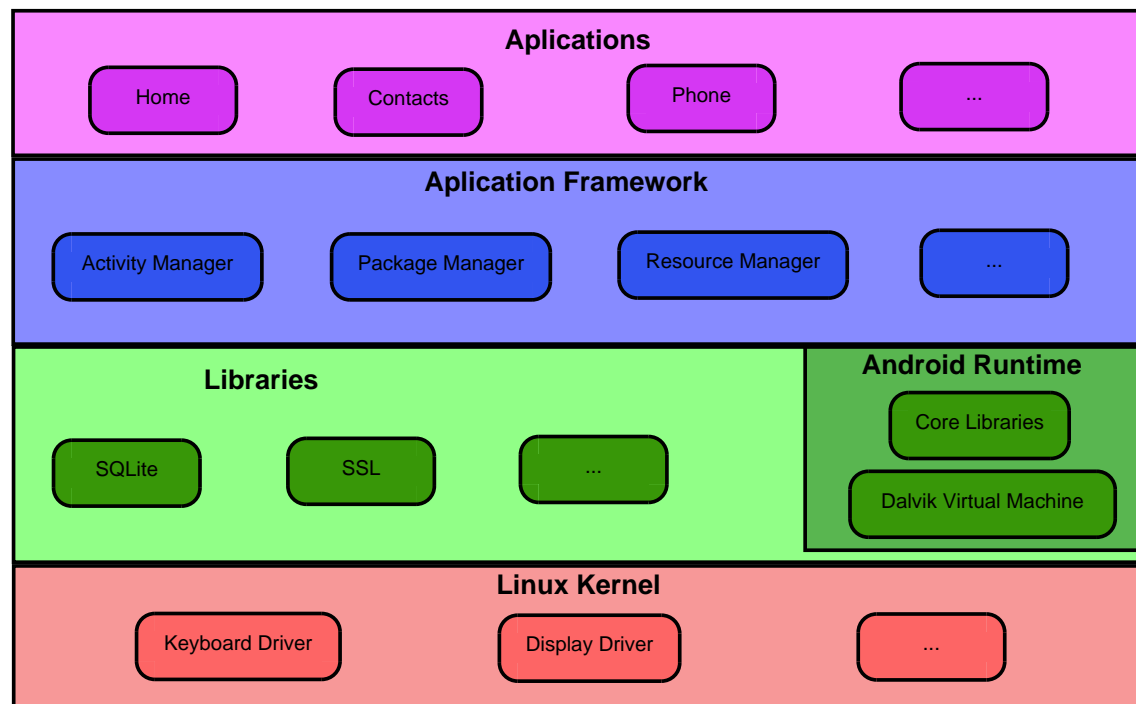 Aplications
Home
Contacts
Phone
...
Aplication Framework
Activity Manager
Package Manager
Resource Manager
...
Libraries
SQLite
SSL
...
Android Runtime
Core Libraries
Dalvik Virtual Machine
Linux Kernel
Keyboard Driver
Display Driver
...